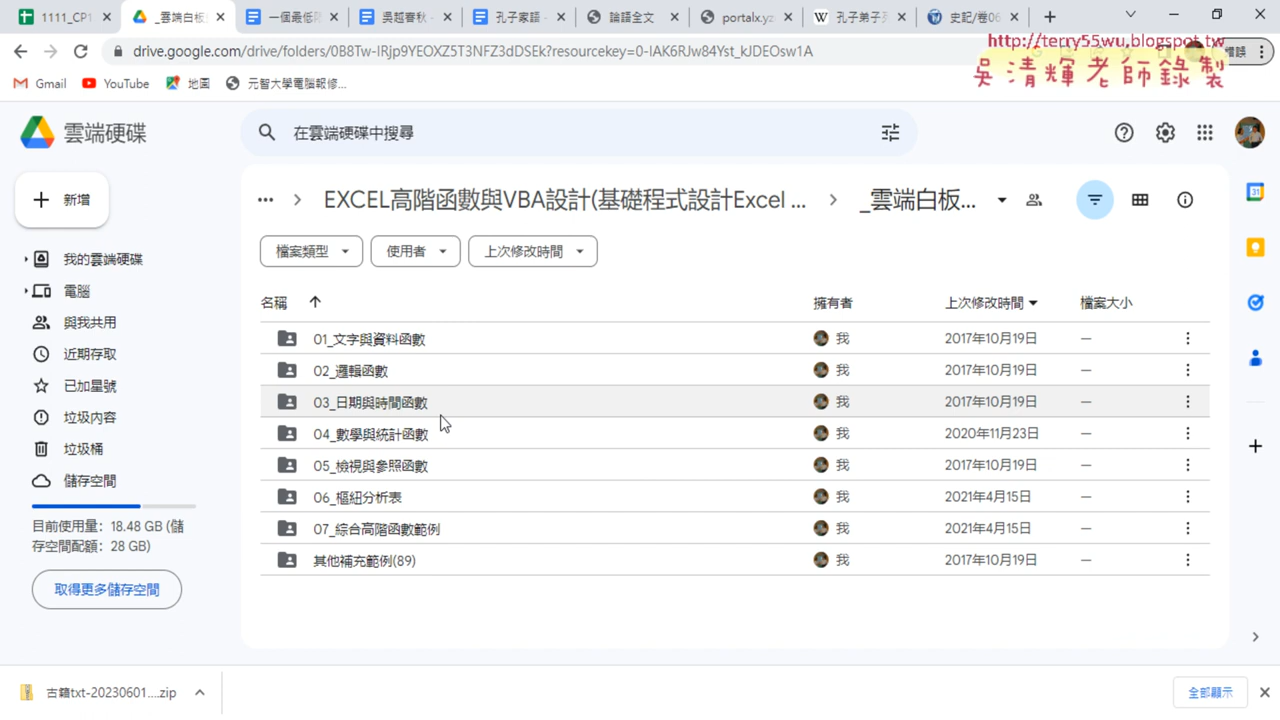 1111_CP1
_雲端白板
一個最低限
吳越春秋 -
孔子家語 -
論語全文
portalx.yz
孔子弟子列
史記/卷06
drive.google.com/drive/folders/0B8Tw-IRjp9YEOXZ5T3NFZ3dDSEk?resourcekey=0-IAK6RJw84Yst_kJDEOsw1A
http://terry55wu.blogspot.tw
吳清輝老師錄製
錯誤
Gmail
YouTube
地圖
元智大學電腦報修...
雲端硬碟
在雲端硬碟中搜尋
新增
EXCEL高階函數與VBA設計(基礎程式設計Excel ...
_雲端白板...
檔案類型
使用者
上次修改時間
我的雲端硬碟
電腦
與我共用
近期存取
已加星號
垃圾內容
垃圾桶
儲存空間
目前使用量：18.48 GB (儲
存空間配額：28 GB)
取得更多儲存空間
名稱 擁有者 上次修改時間 檔案大小
01_文字與資料函數 我 2017年10月19日 —
02_邏輯函數 我 2017年10月19日 —
03_日期與時間函數 我 2017年10月19日 —
04_數學與統計函數 我 2020年11月23日 —
05_檢視與參照函數 我 2017年10月19日 —
06_樞紐分析表 我 2021年4月15日 —
07_綜合高階函數範例 我 2021年4月15日 —
其他補充範例(89) 我 2017年10月19日 —
31
古籍txt-20230601....zip
全部顯示